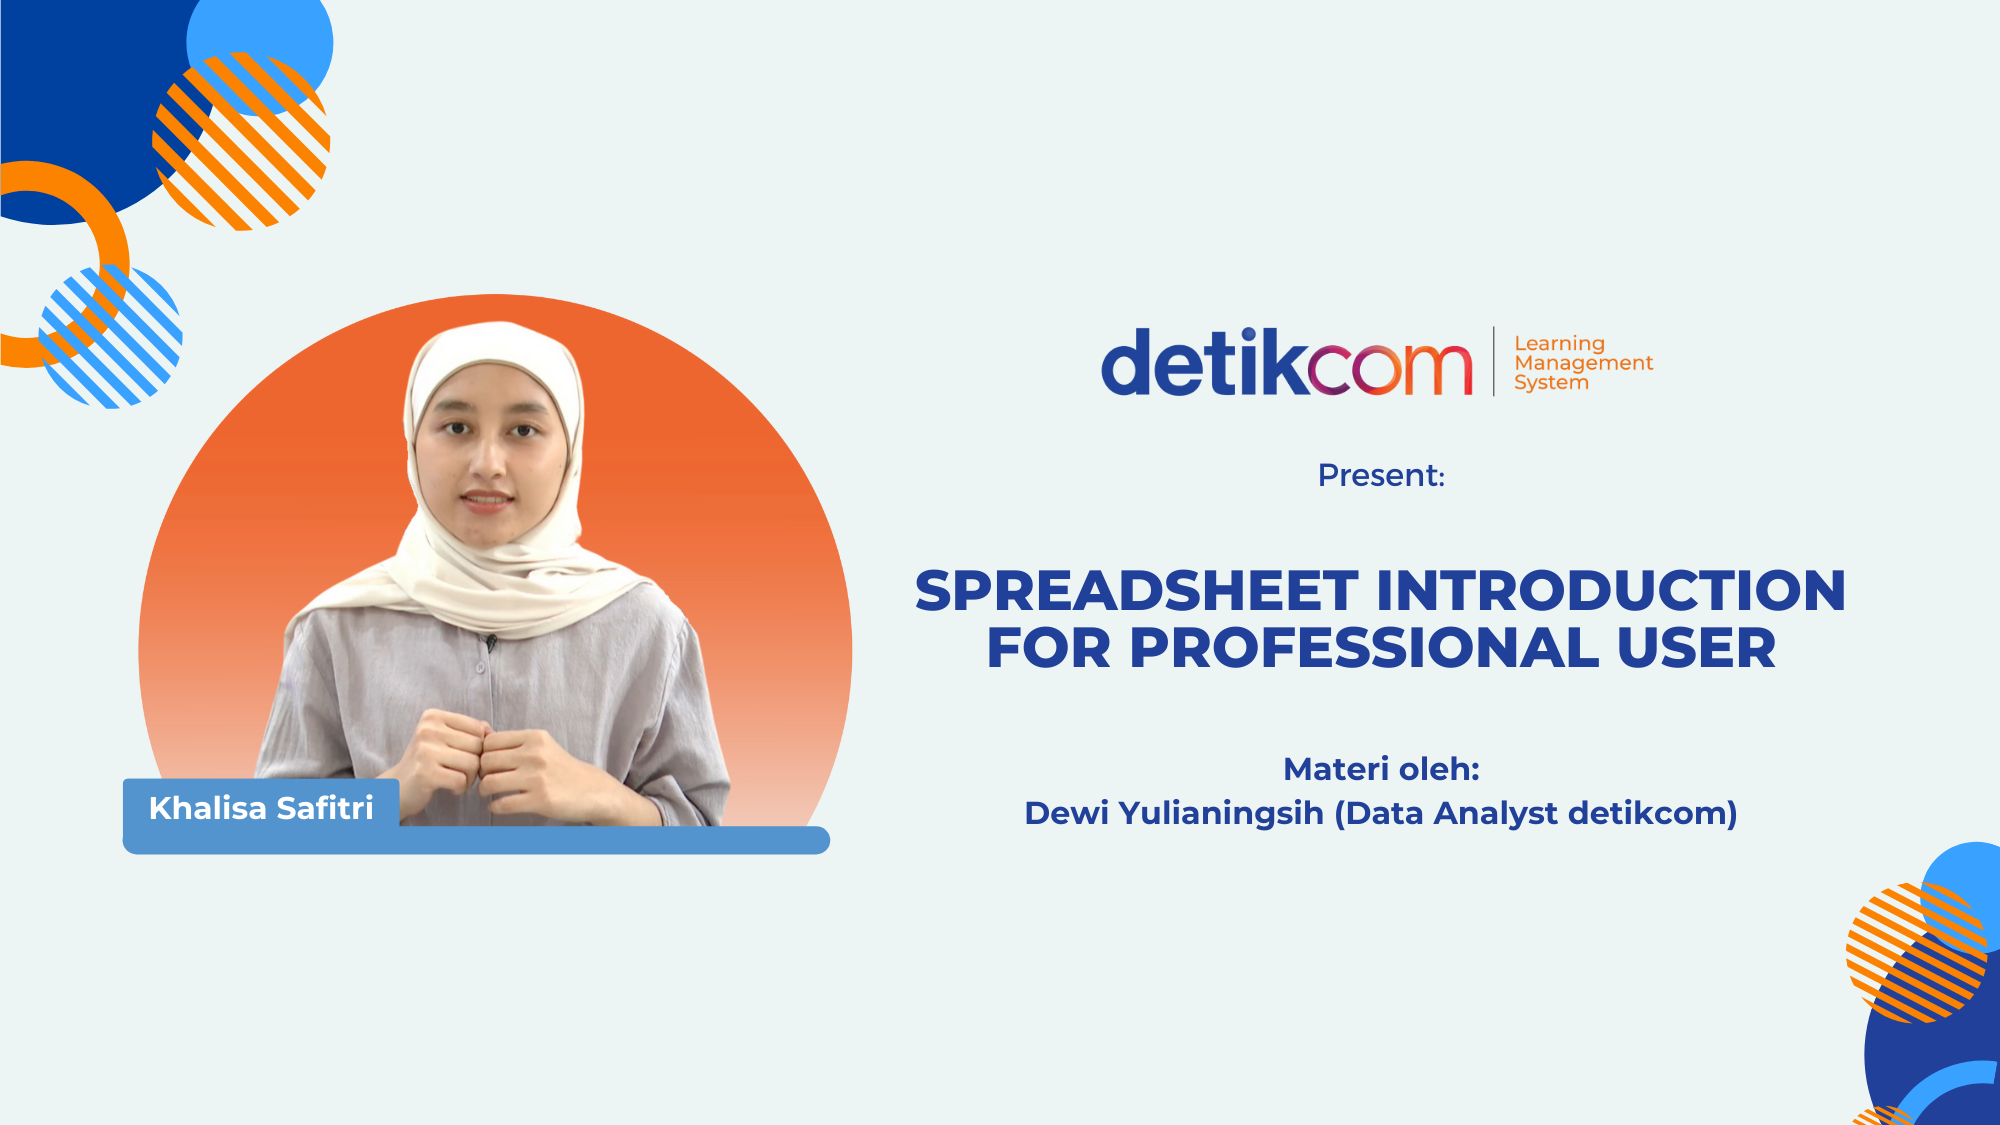 detikcom
Learning
Management
System
Present:
SPREADSHEET INTRODUCTION
FOR PROFESSIONAL USER
Materi oleh:
Dewi Yulianingsih (Data Analyst detikcom)
Khalisa Safitri